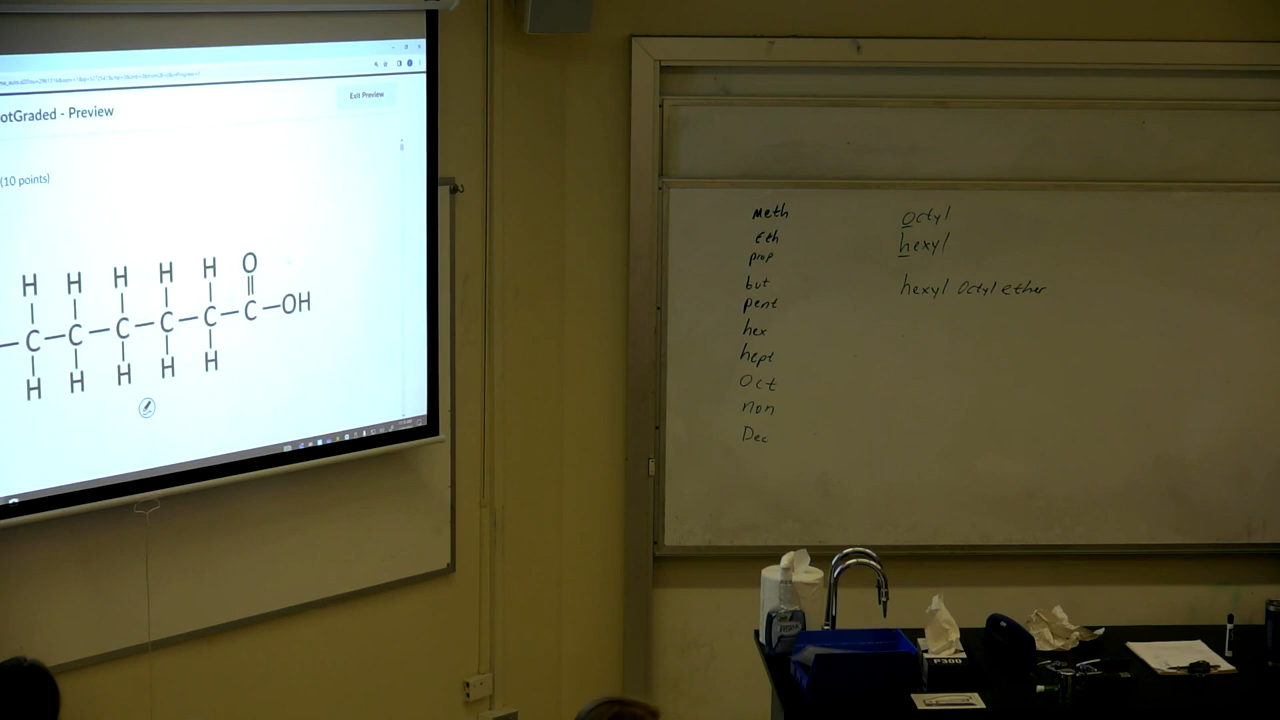 otGraded - Preview
Exit Preview
(10 points)
H H H H H O
C C C C C C OH
H H H H H
Meth
Eth
prop
but
pent
hex
hept
Oct
non
Dec
octyl
hexyl
hexyl octyl ether
P300